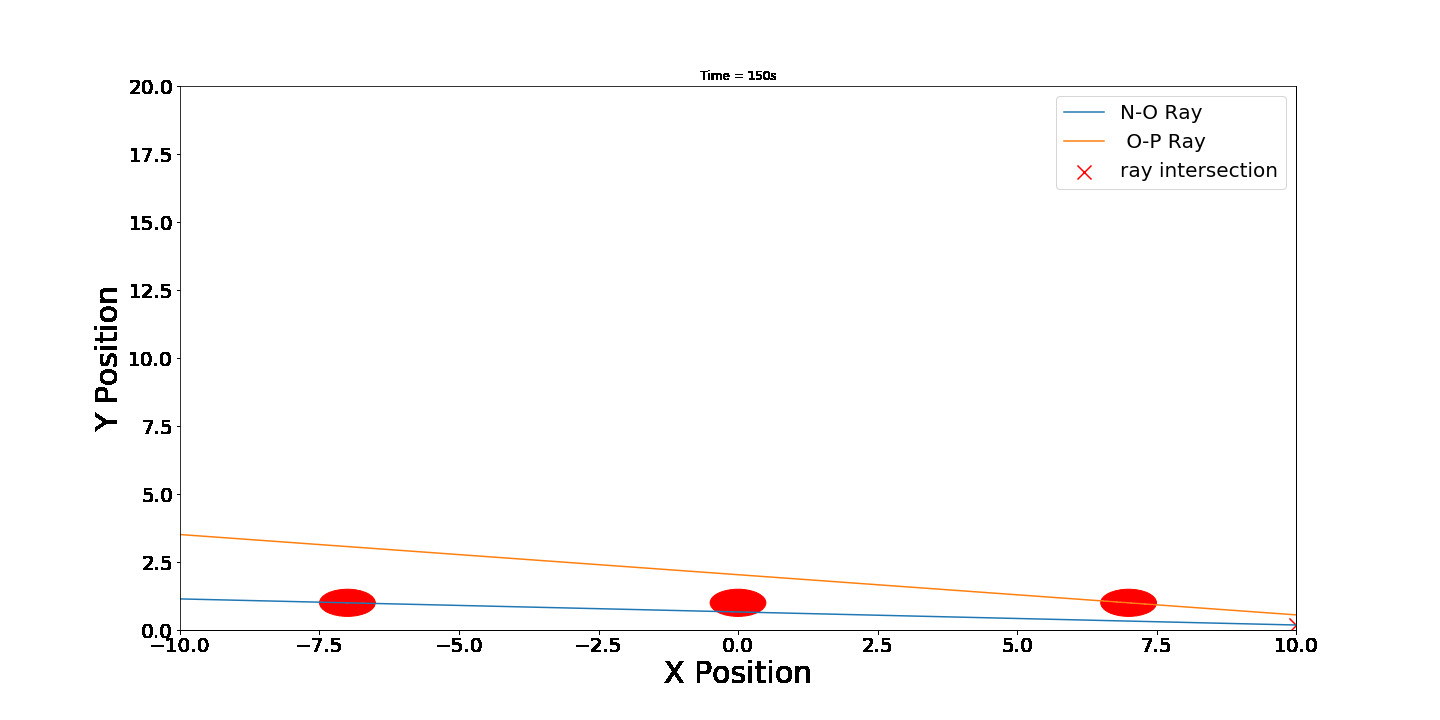 Time = 150s
N-O Ray
O-P Ray
ray intersection
20.0
17.5
15.0
12.5
10.0
7.5
5.0
2.5
0.0
Y Position
−10.0 −7.5 −5.0 −2.5 0.0 2.5 5.0 7.5 10.0
X Position